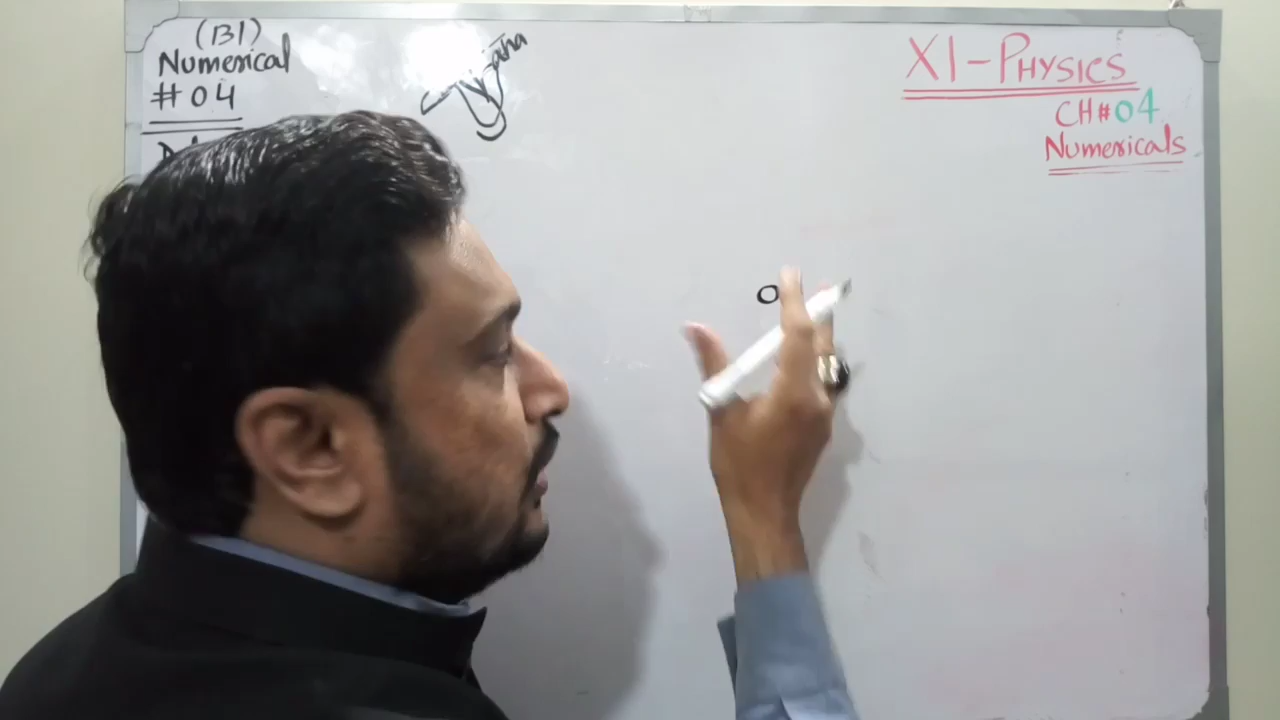 (B1)
Numerical
# 04
XI-PHYSICS
CH# 04
Numericals
o